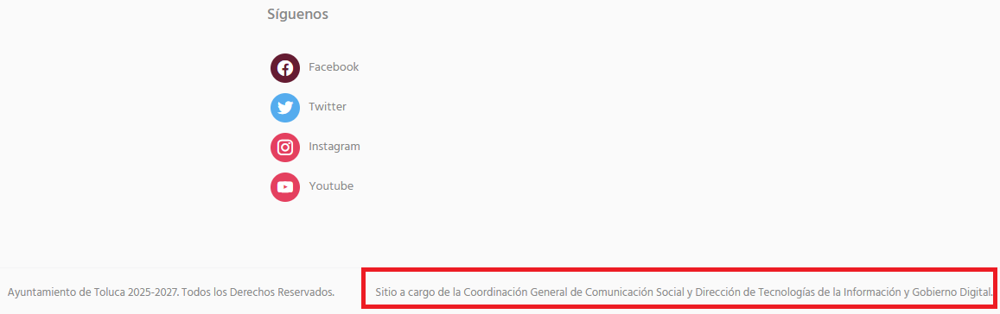 Síguenos
Facebook
Twitter
Instagram
Youtube
Ayuntamiento de Toluca 2025-2027. Todos los Derechos Reservados.
Sitio a cargo de la Coordinación General de Comunicación Social y Dirección de Tecnologías de la Información y Gobierno Digital.